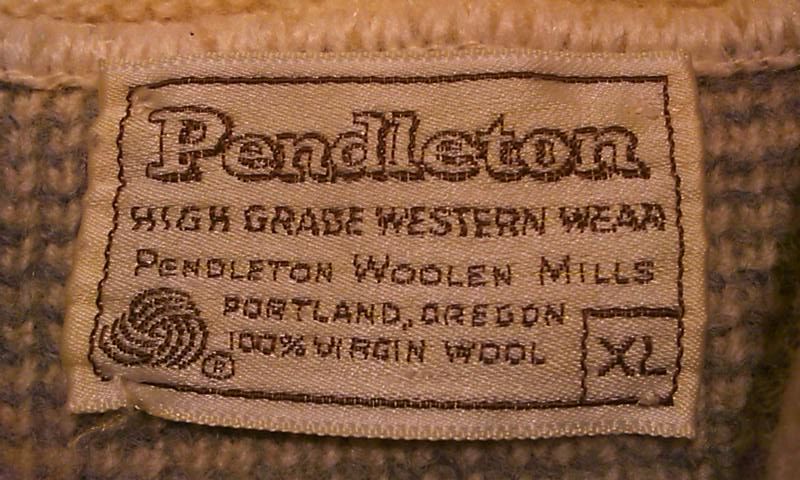 Pendleton
HIGH GRADE WESTERN WEAR
PENDLETON WOOLEN MILLS
PORTLAND, OREGON
100% VIRGIN WOOL
®
XL